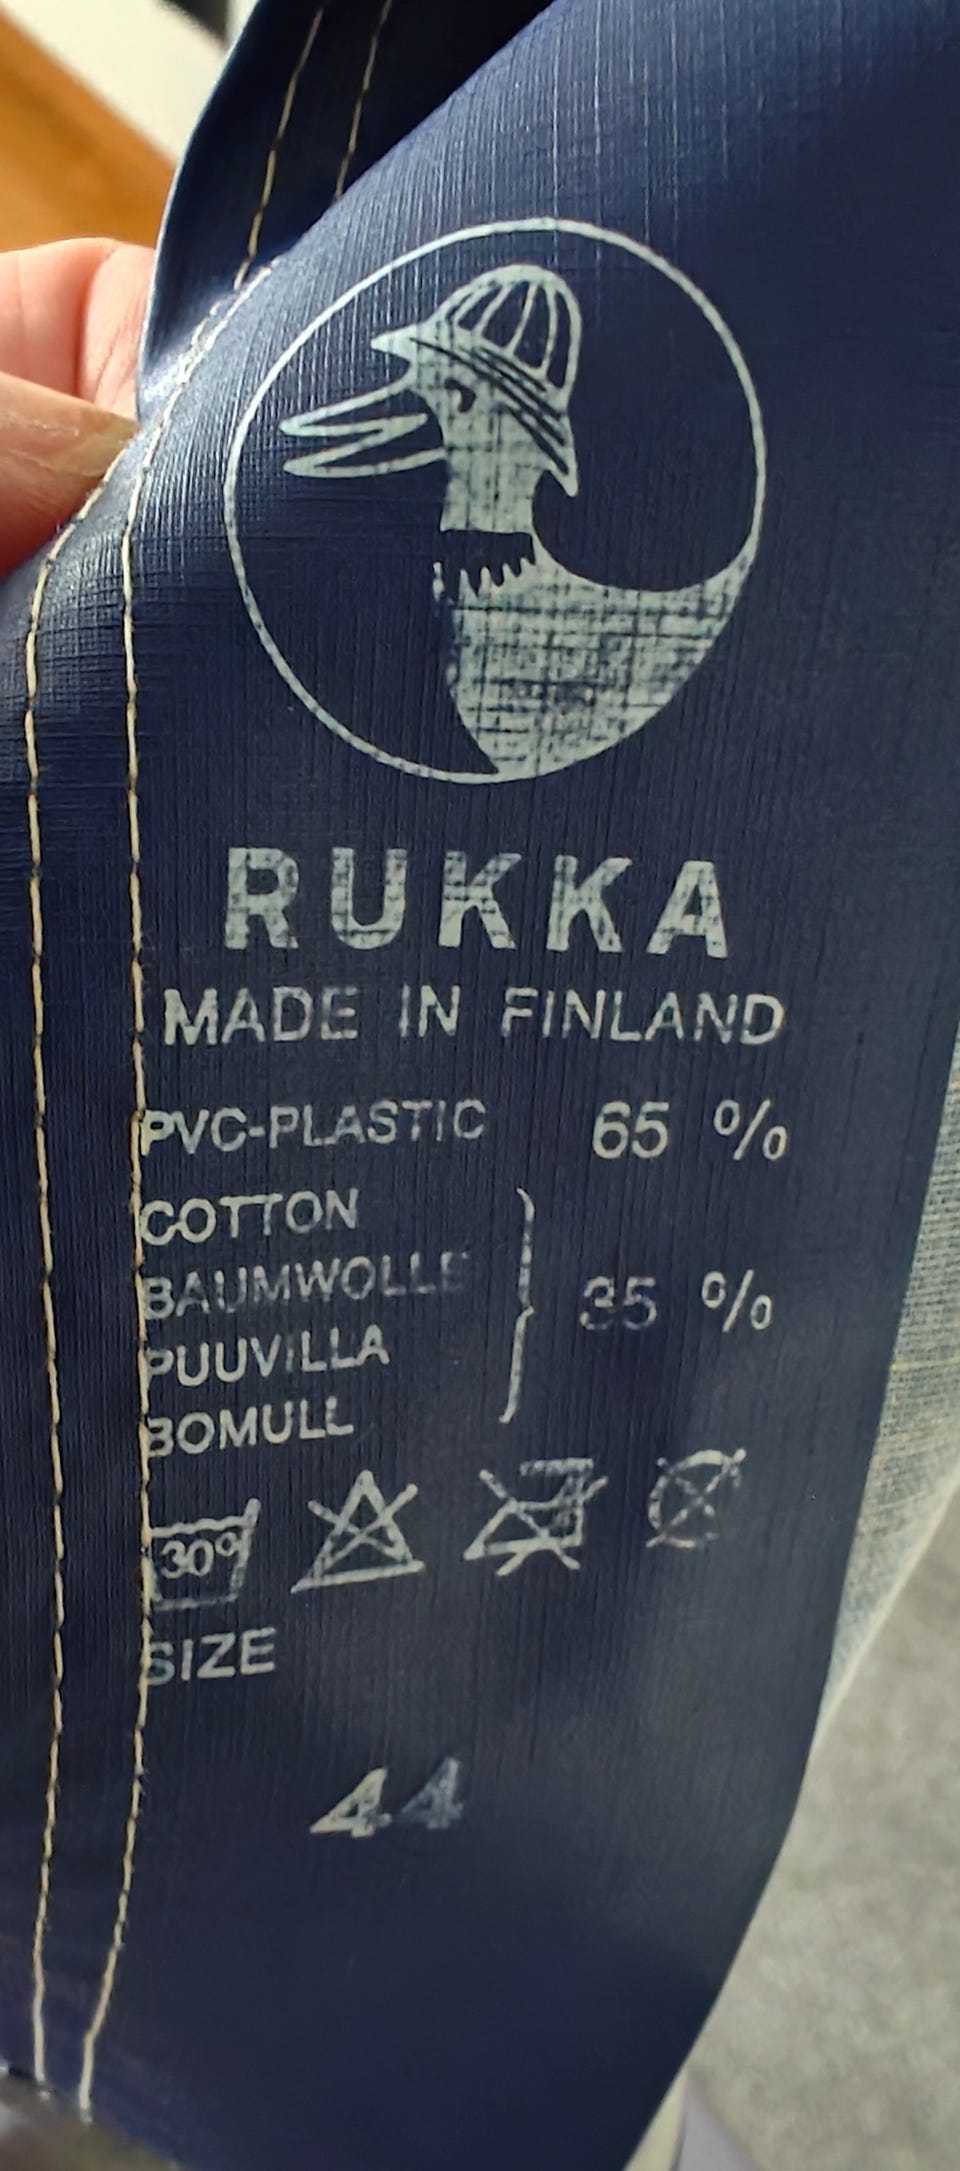 RUKKA
MADE IN FINLAND
PVC-PLASTIC 65 %
COTTON
BAUMWOLLE
PUUVILLA
BOMULL
35 %
30°
SIZE
44